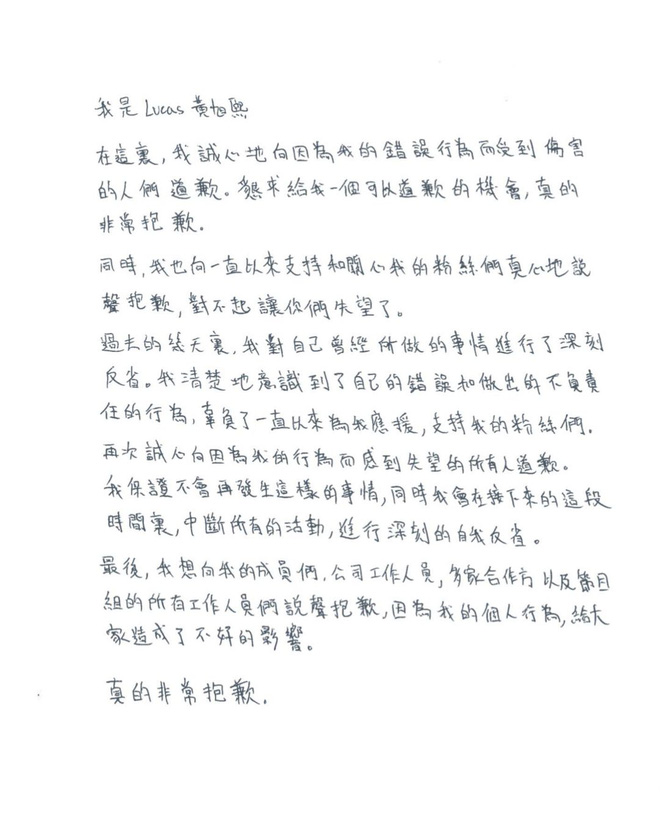 我是 Lucas 黃旭熙
在這裏，我誠心地向因為我的錯誤行為而受到傷害
的人們道歉。懇求給我一個可以道歉的機會，真的
非常抱歉．
同時，我也向一直以來支持和關心我的粉絲們真心地說
聲抱歉，對不起讓你們失望了。
過去的幾天裏，我對自己曾經所做的事情進行了深刻
反省。我清楚地意識到了自己的錯誤和做出的不負責
任的行為，辜負了一直以來為我應援，支持我的粉絲們．
再次誠心向因為我的行為而感到失望的所有人道歉。
我保證不會再發生這樣的事情，同時我會在接下來的這段
時間裏，中斷所有的活動，進行深刻的自我反省。
最後，我想向我的成員們，公司工作人員，多家合作方以及節目
組的所有工作人員們說聲抱歉，因為我的個人行為，給大
家造成了不好的影響。
真的非常抱歉．